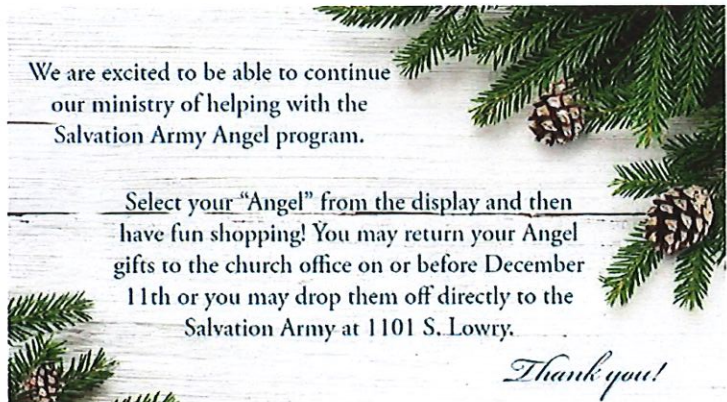 We are excited to be able to continue
our ministry of helping with the
Salvation Army Angel program.
Select your “Angel” from the display and then
have fun shopping! You may return your Angel
gifts to the church office on or before December
11th or you may drop them off directly to the
Salvation Army at 1101 S. Lowry.
Thank you!